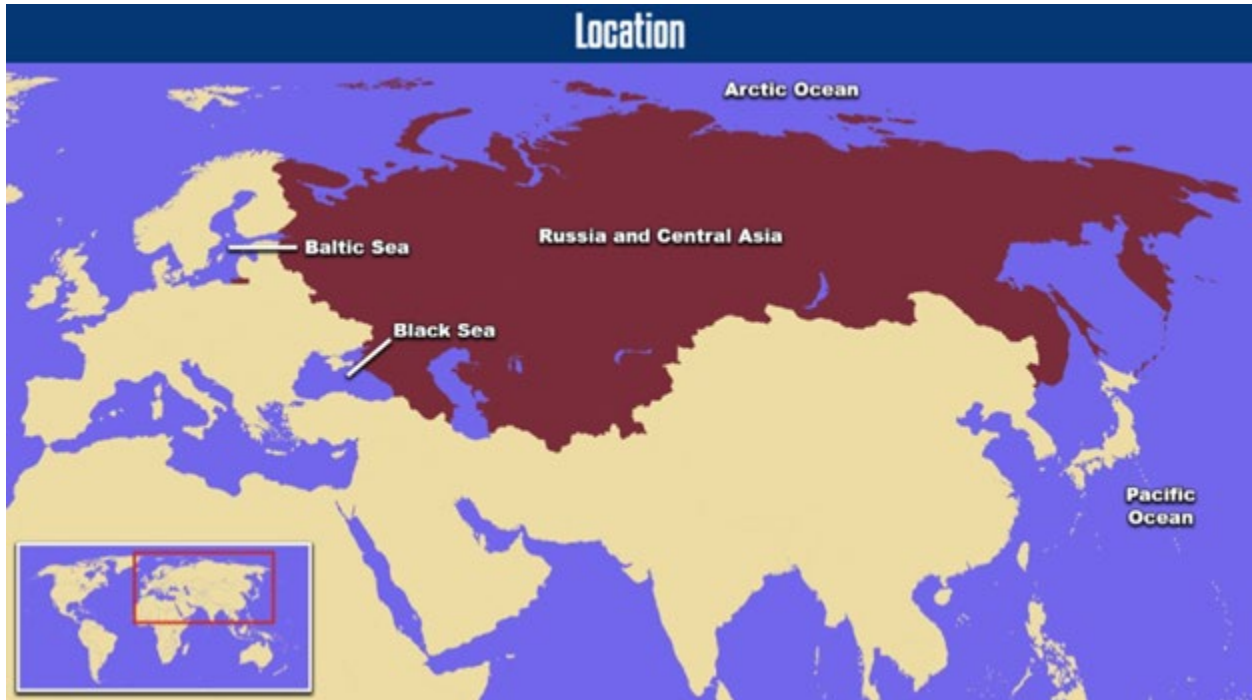 Location
Arctic Ocean
Russia and Central Asia
Baltic Sea
Black Sea
Pacific
Ocean